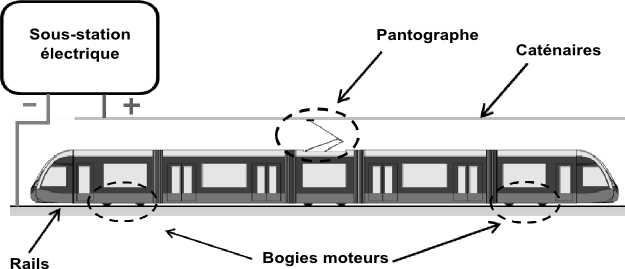 Sous-station
électrique
Pantographe
Caténaires
− +
Rails
Bogies moteurs